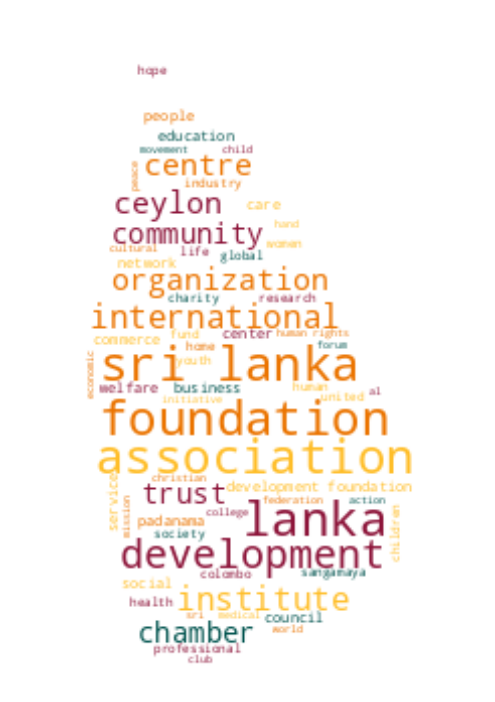 hope
people
education
movement child
peace centre
industry
ceylon care
community hand
women
cultural life global
network
organization
charity research
international
commerce fund center human rights
home forum
economic sri lanka
youth
welfare business human al
initiative united
foundation
association
christian
service trust development foundation
mission federation action
padanama college lanka
society children
development
colombo sangamaya
social
health institute
sri medical council
chamber world
professional
club